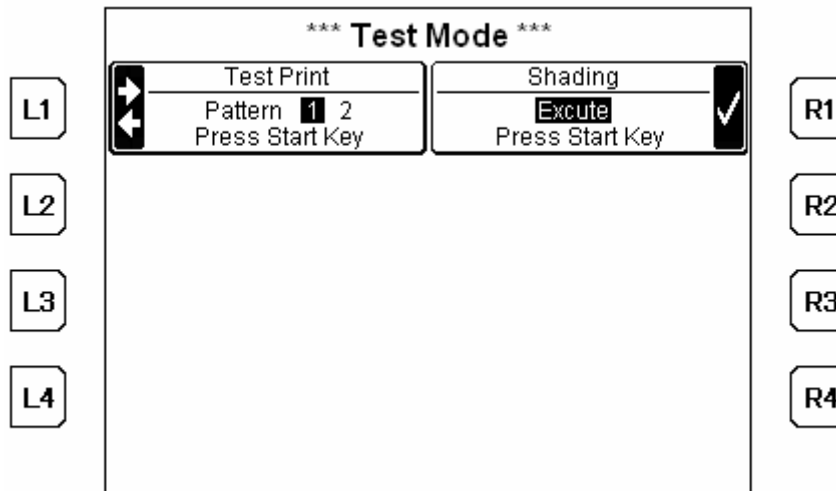 *** Test Mode ***
L1
Test Print
Pattern 1 2
Press Start Key
Shading
Excute
Press Start Key
R1
L2
R2
L3
R3
L4
R4